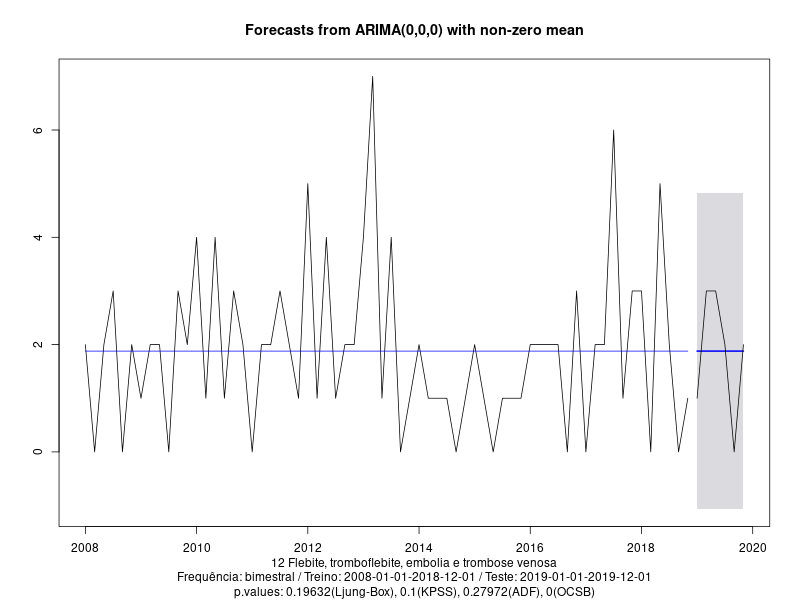 Forecasts from ARIMA(0,0,0) with non-zero mean
6
4
2
0
2008 2010 2012 2014 2016 2018 2020
12 Flebite, tromboflebite, embolia e trombose venosa
Frequência: bimestral / Treino: 2008-01-01-2018-12-01 / Teste: 2019-01-01-2019-12-01
p.values: 0.19632(Ljung-Box), 0.1(KPSS), 0.27972(ADF), 0(OCSB)